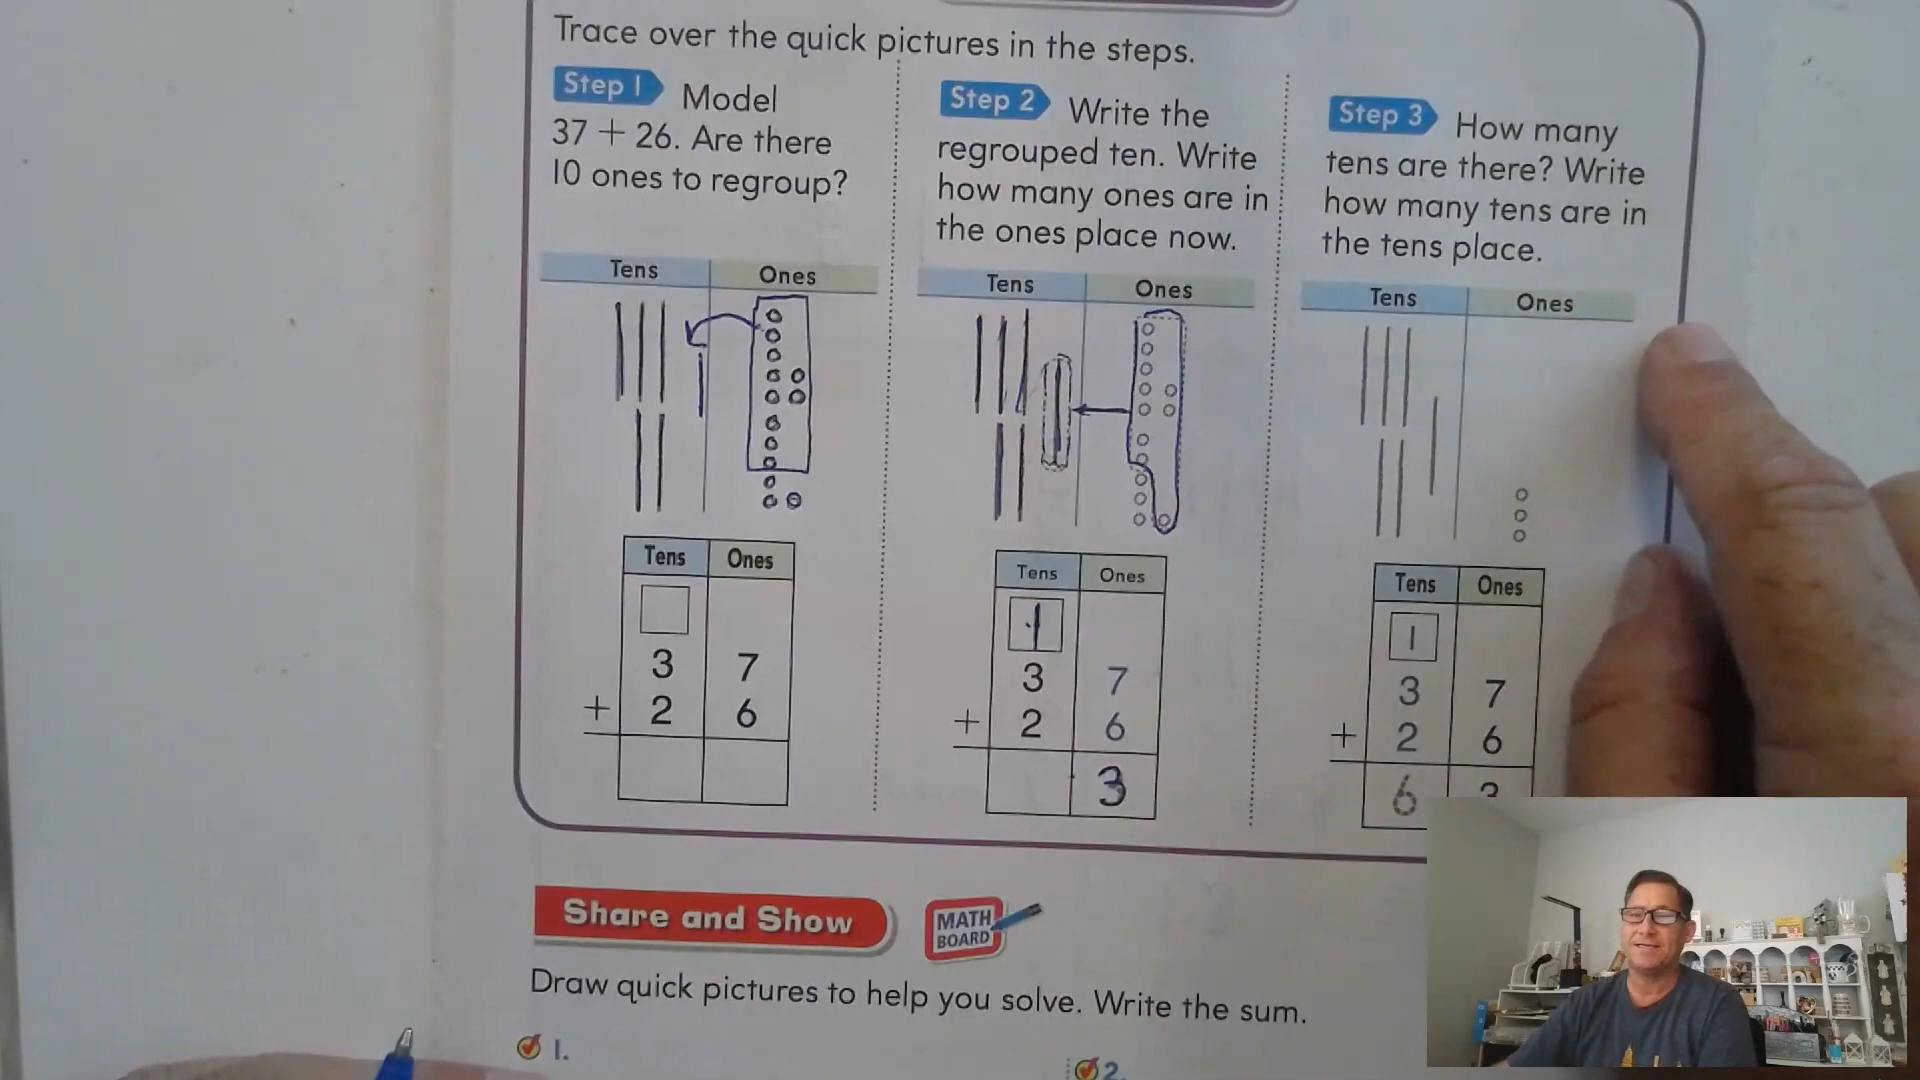 Trace over the quick pictures in the steps.
Step 1 Model
37 + 26. Are there
10 ones to regroup?
Tens Ones
Tens Ones
3 7
+ 2 6
Step 2 Write the
regrouped ten. Write
how many ones are in
the ones place now.
Tens Ones
Tens Ones
1
3 7
+ 2 6
3
Step 3 How many
tens are there? Write
how many tens are in
the tens place.
Tens Ones
Tens Ones
1
3 7
+ 2 6
6 3
Share and Show
MATH
BOARD
Draw quick pictures to help you solve. Write the sum.
1.
2.